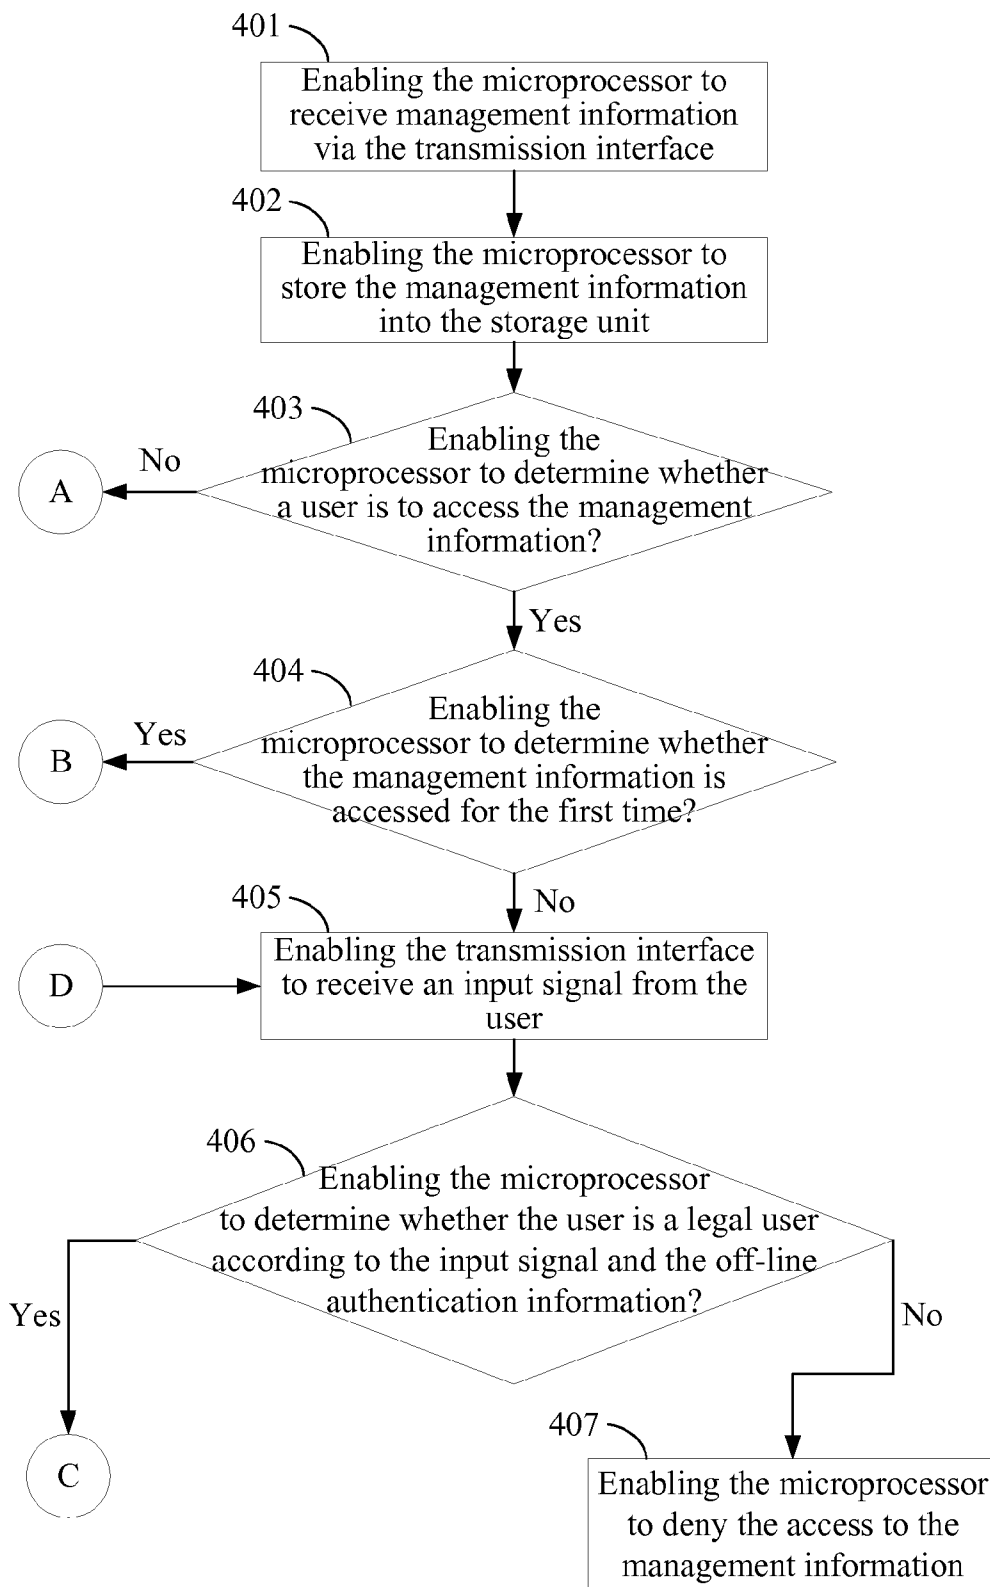 401
Enabling the microprocessor to
receive management information
via the transmission interface
402
Enabling the microprocessor to
store the management information
into the storage unit
403
Enabling the
microprocessor to determine whether
a user is to access the management
information?
No
A
Yes
404
Enabling the
microprocessor to determine whether
the management information is
accessed for the first time?
Yes
B
No
405
Enabling the transmission interface
to receive an input signal from the
user
D
406
Enabling the microprocessor
to determine whether the user is a legal user
according to the input signal and the off-line
authentication information?
Yes
No
C
407
Enabling the microprocessor
to deny the access to the
management information